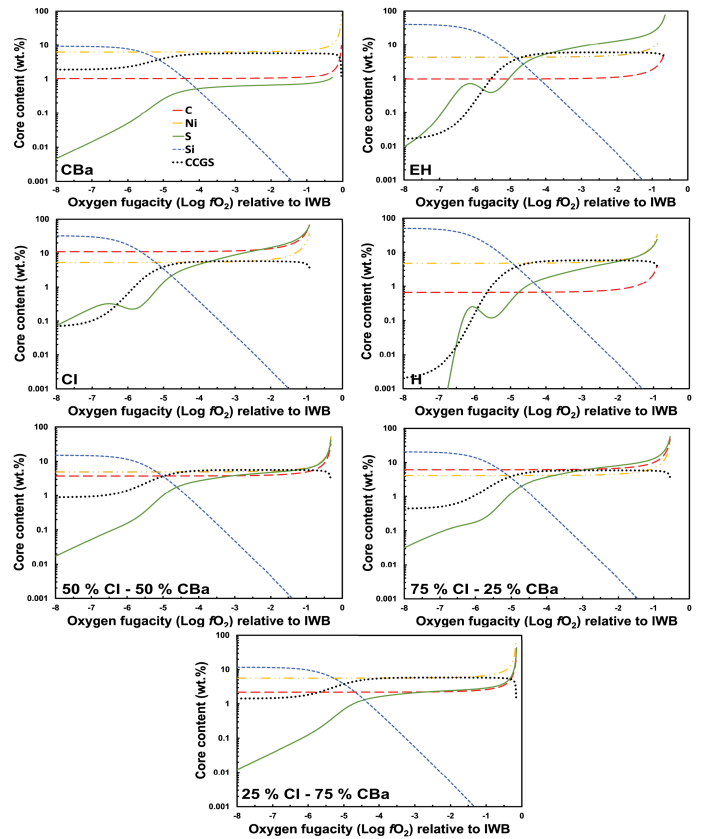 Core content (wt.%)
100
10
1
0.1
0.01
0.001
C
Ni
S
Si
CCGS
CBa
-8 -7 -6 -5 -4 -3 -2 -1 0
Oxygen fugacity (Log fO2) relative to IWB
Core content (wt.%)
100
10
1
0.1
0.01
0.001
EH
-8 -7 -6 -5 -4 -3 -2 -1 0
Oxygen fugacity (Log fO2) relative to IWB
Core content (wt.%)
100
10
1
0.1
0.01
0.001
CI
-8 -7 -6 -5 -4 -3 -2 -1 0
Oxygen fugacity (Log fO2) relative to IWB
Core content (wt.%)
100
10
1
0.1
0.01
0.001
H
-8 -7 -6 -5 -4 -3 -2 -1 0
Oxygen fugacity (Log fO2) relative to IWB
Core content (wt.%)
100
10
1
0.1
0.01
0.001
50 % CI - 50 % CBa
-8 -7 -6 -5 -4 -3 -2 -1 0
Oxygen fugacity (Log fO2) relative to IWB
Core content (wt.%)
100
10
1
0.1
0.01
0.001
75 % CI - 25 % CBa
-8 -7 -6 -5 -4 -3 -2 -1 0
Oxygen fugacity (Log fO2) relative to IWB
Core content (wt.%)
100
10
1
0.1
0.01
0.001
25 % CI - 75 % CBa
-8 -7 -6 -5 -4 -3 -2 -1 0
Oxygen fugacity (Log fO2) relative to IWB